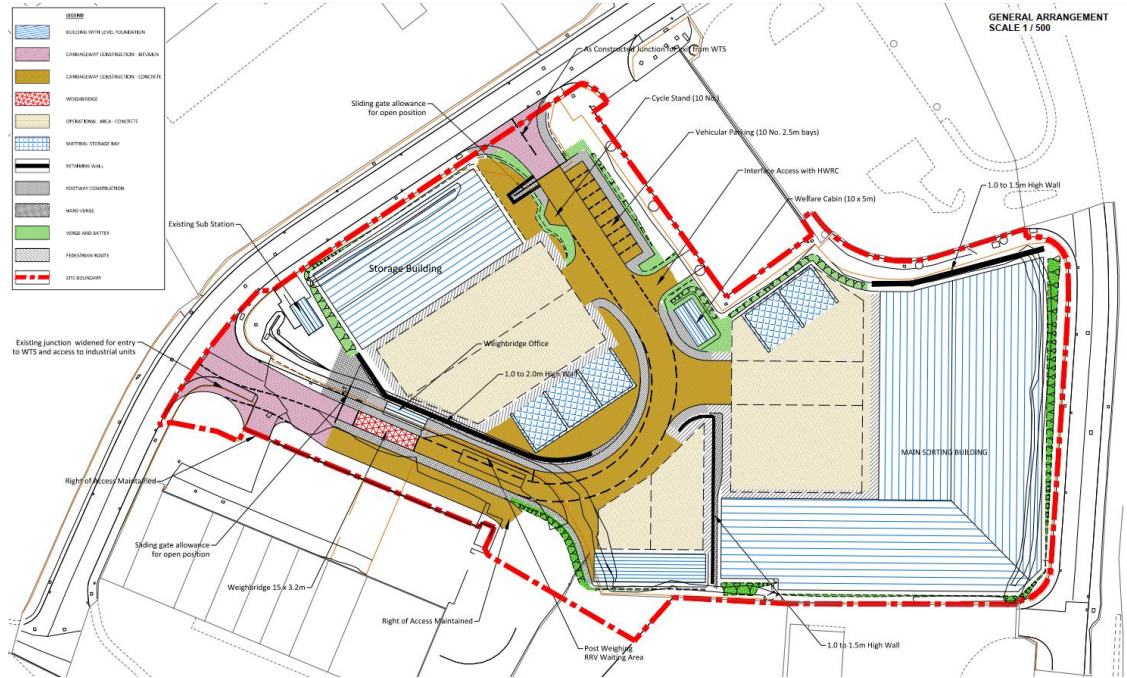 GENERAL ARRANGEMENT
SCALE 1 / 500
LEGEND
BUILDING WITH LEVEL FOUNDATION
CARRIAGEWAY CONSTRUCTION - BITUMEN
CARRIAGEWAY CONSTRUCTION - CONCRETE
WEIGHBRIDGE
OPERATIONAL AREA - CONCRETE
MATERIAL STORAGE BAY
RETAINING WALL
FOOTWAY CONSTRUCTION
HARD VERGE
VERGE AND BATTER
PEDESTRIAN ROUTE
SITE BOUNDARY
As Constructed Junction for exit from WTS
Sliding gate allowance
for open position
Cycle Stand (10 No.)
Vehicular Parking (10 No. 2.5m bays)
Interface Access with HWRC
Welfare Cabin (10 x 5m)
1.0 to 1.5m High Wall
Existing Sub Station
Storage Building
Existing junction widened for entry
to WTS and access to industrial units
Weighbridge Office
1.0 to 2.0m High Wall
MAIN SORTING BUILDING
Right of Access Maintained
Sliding gate allowance
for open position
Weighbridge 15 x 3.2m
Right of Access Maintained
Post Weighing
RRV Waiting Area
1.0 to 1.5m High Wall